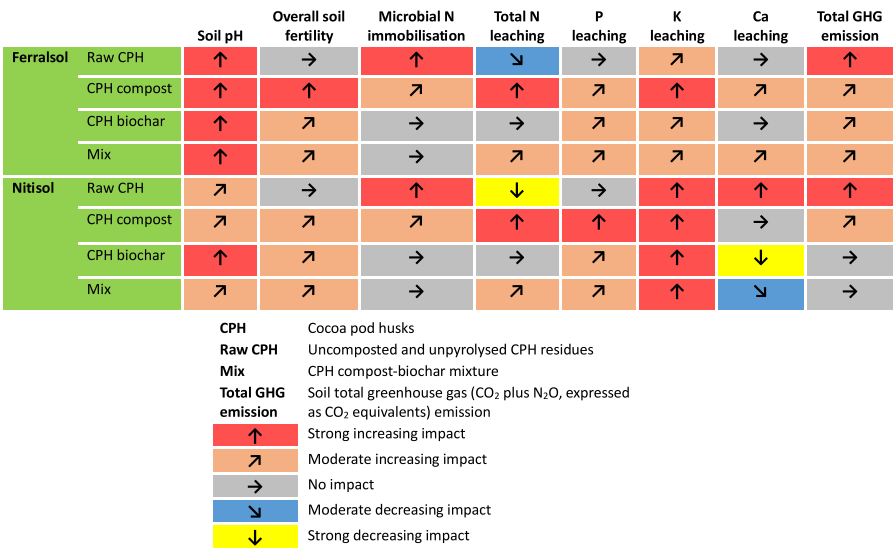 Soil pH Overall soil fertility Microbial N immobilisation Total N leaching P leaching K leaching Ca leaching Total GHG emission
Ferralsol Raw CPH ↑ → ↑ ↘ → ↗ → ↑
CPH compost ↑ ↑ ↗ ↑ ↗ ↑ ↗ ↗
CPH biochar ↑ ↗ → → ↗ ↗ → ↗
Mix ↑ ↗ → ↗ ↗ ↗ ↗ ↗
Nitisol Raw CPH ↗ → ↑ ↓ → ↑ ↑ ↑
CPH compost ↗ ↗ ↗ ↑ ↑ ↑ → ↗
CPH biochar ↑ ↗ → → ↗ ↑ ↓ →
Mix ↗ ↗ → ↗ ↗ ↑ ↘ →
CPH Cocoa pod husks
Raw CPH Uncomposted and unpyrolysed CPH residues
Mix CPH compost-biochar mixture
Total GHG Soil total greenhouse gas (CO₂ plus N₂O, expressed
emission as CO₂ equivalents) emission
↑ Strong increasing impact
↗ Moderate increasing impact
→ No impact
↘ Moderate decreasing impact
↓ Strong decreasing impact